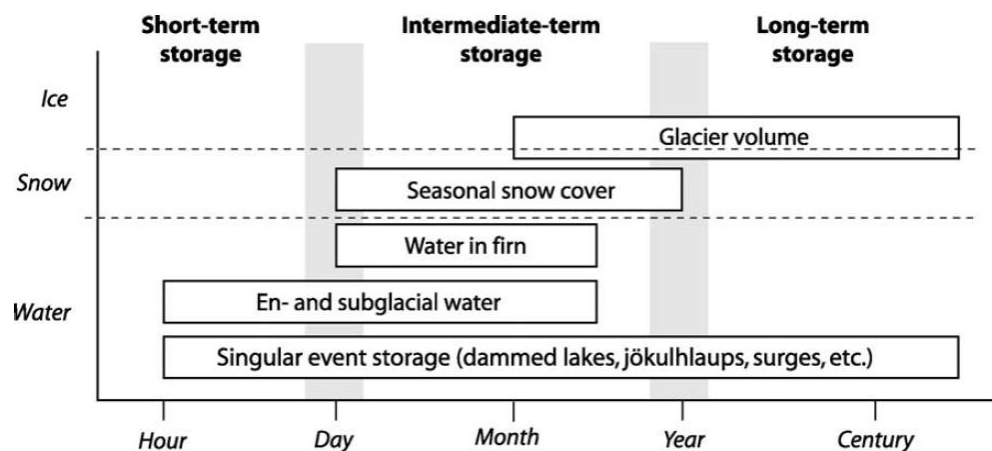 Short-term
storage
Intermediate-term
storage
Long-term
storage
Ice
Glacier volume
Snow
Seasonal snow cover
Water in firn
Water
En- and subglacial water
Singular event storage (dammed lakes, jökulhlaups, surges, etc.)
Hour
Day
Month
Year
Century